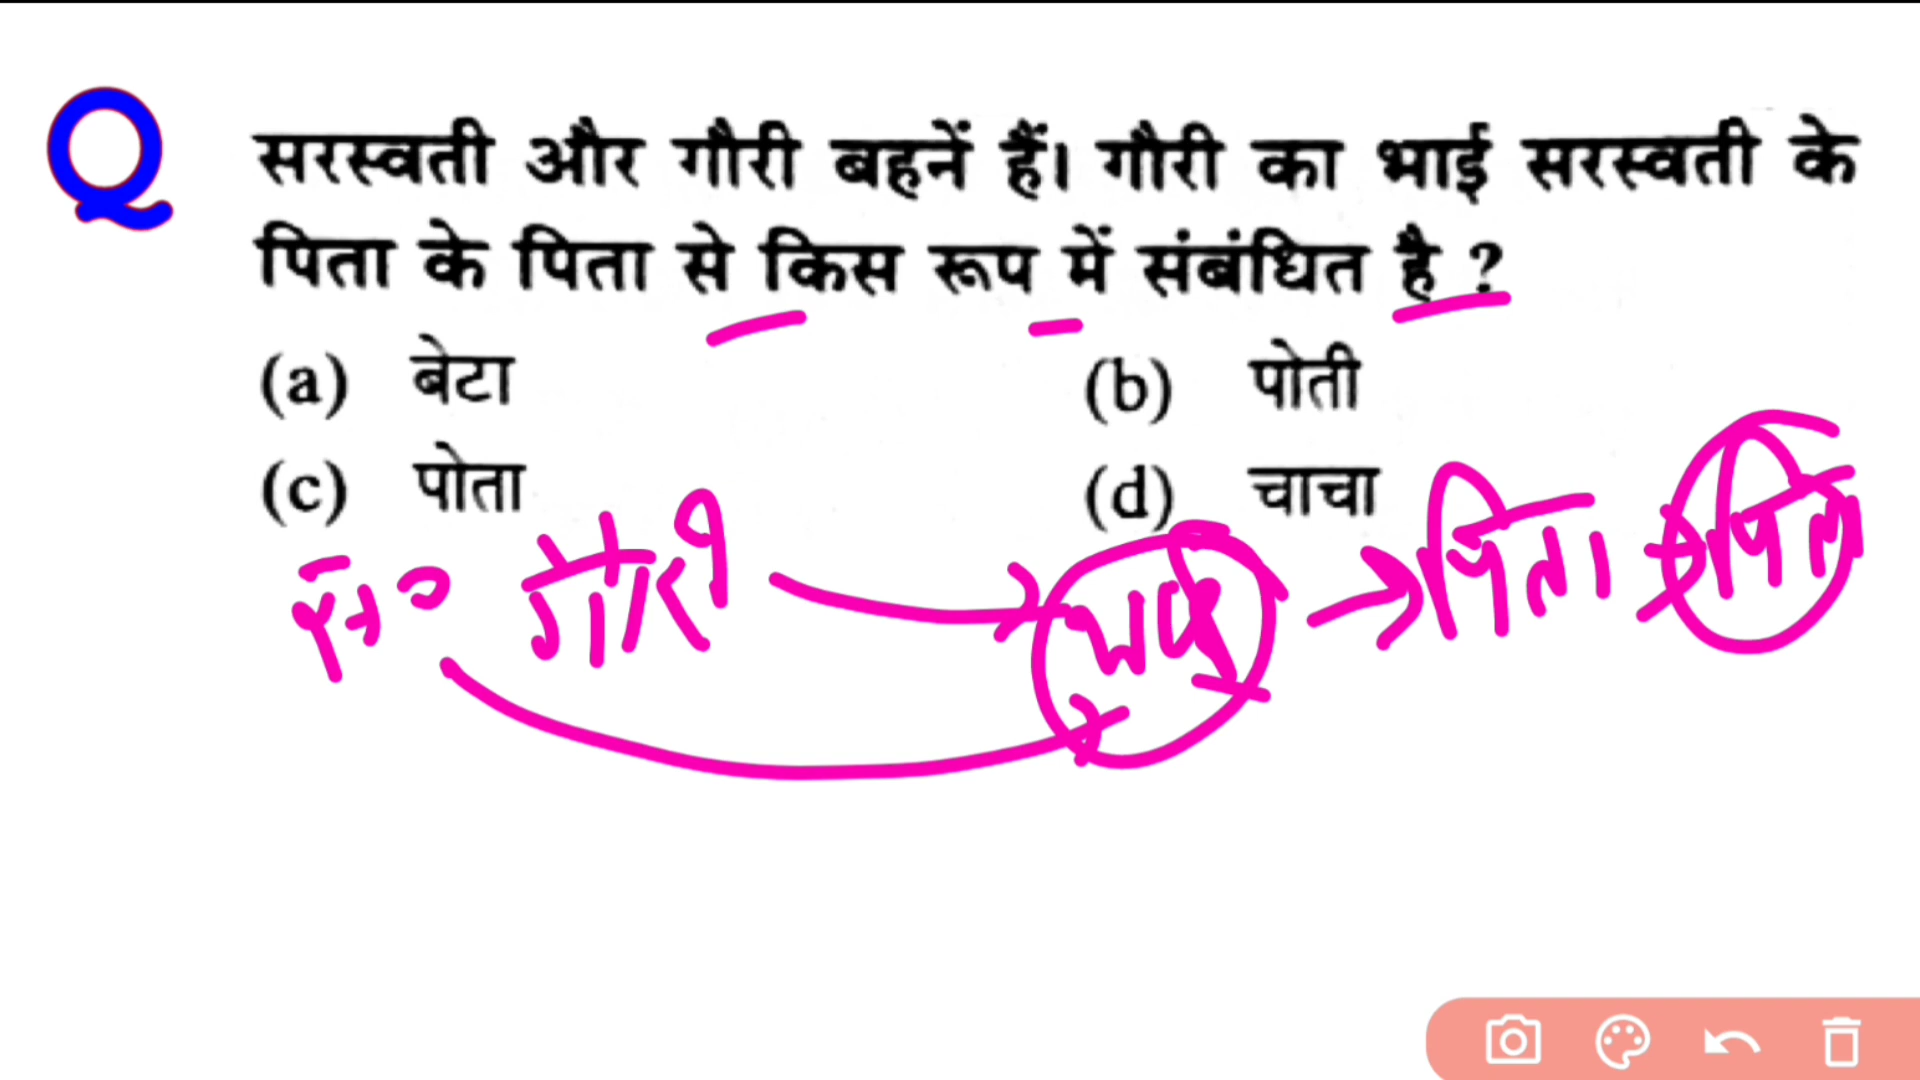 Q सरस्वती और गौरी बहनें हैं। गौरी का भाई सरस्वती के
पिता के पिता से किस रूप में संबंधित है ?
(a) बेटा (b) पोती
(c) पोता (d) चाचा
गौरी पिता पिता